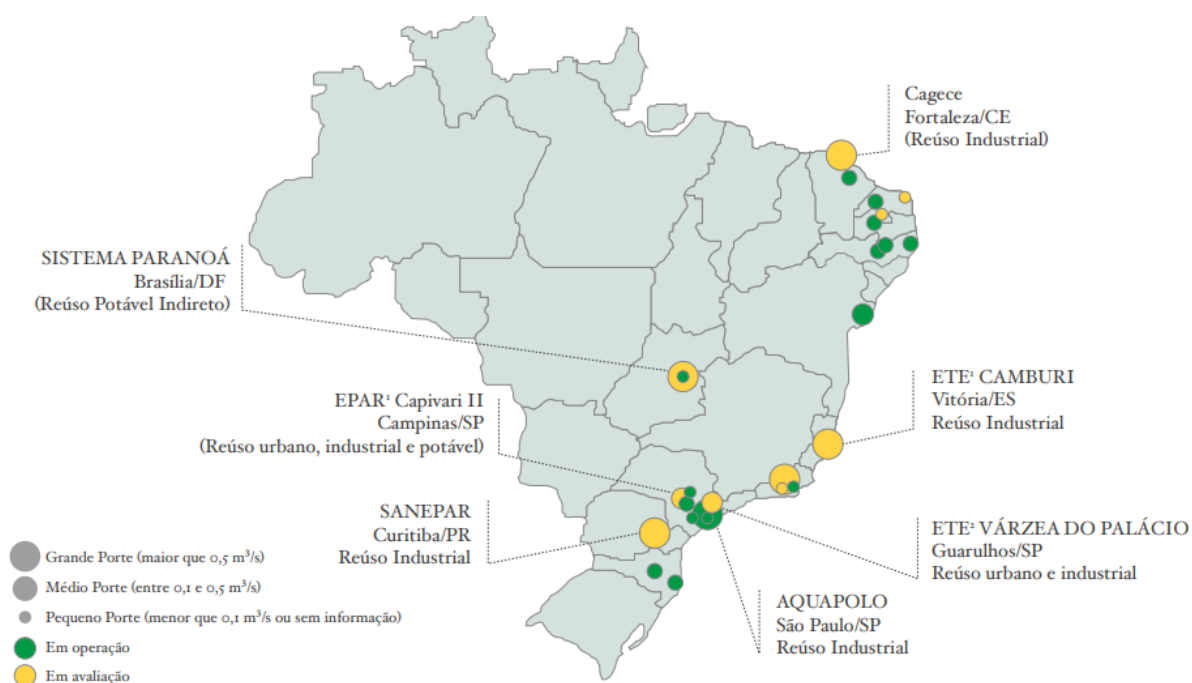 Cagece
Fortaleza/CE
(Reúso Industrial)
SISTEMA PARANOÁ
Brasília/DF
(Reúso Potável Indireto)
EPAR¹ Capivari II
Campinas/SP
(Reúso urbano, industrial e potável)
ETE¹ CAMBURI
Vitória/ES
Reúso Industrial
SANEPAR
Curitiba/PR
Reúso Industrial
ETE² VÁRZEA DO PALÁCIO
Guarulhos/SP
Reúso urbano e industrial
AQUAPOLO
São Paulo/SP
Reúso Industrial
Grande Porte (maior que 0,5 m³/s)
Médio Porte (entre 0,1 e 0,5 m³/s)
Pequeno Porte (menor que 0,1 m³/s ou sem informação)
Em operação
Em avaliação